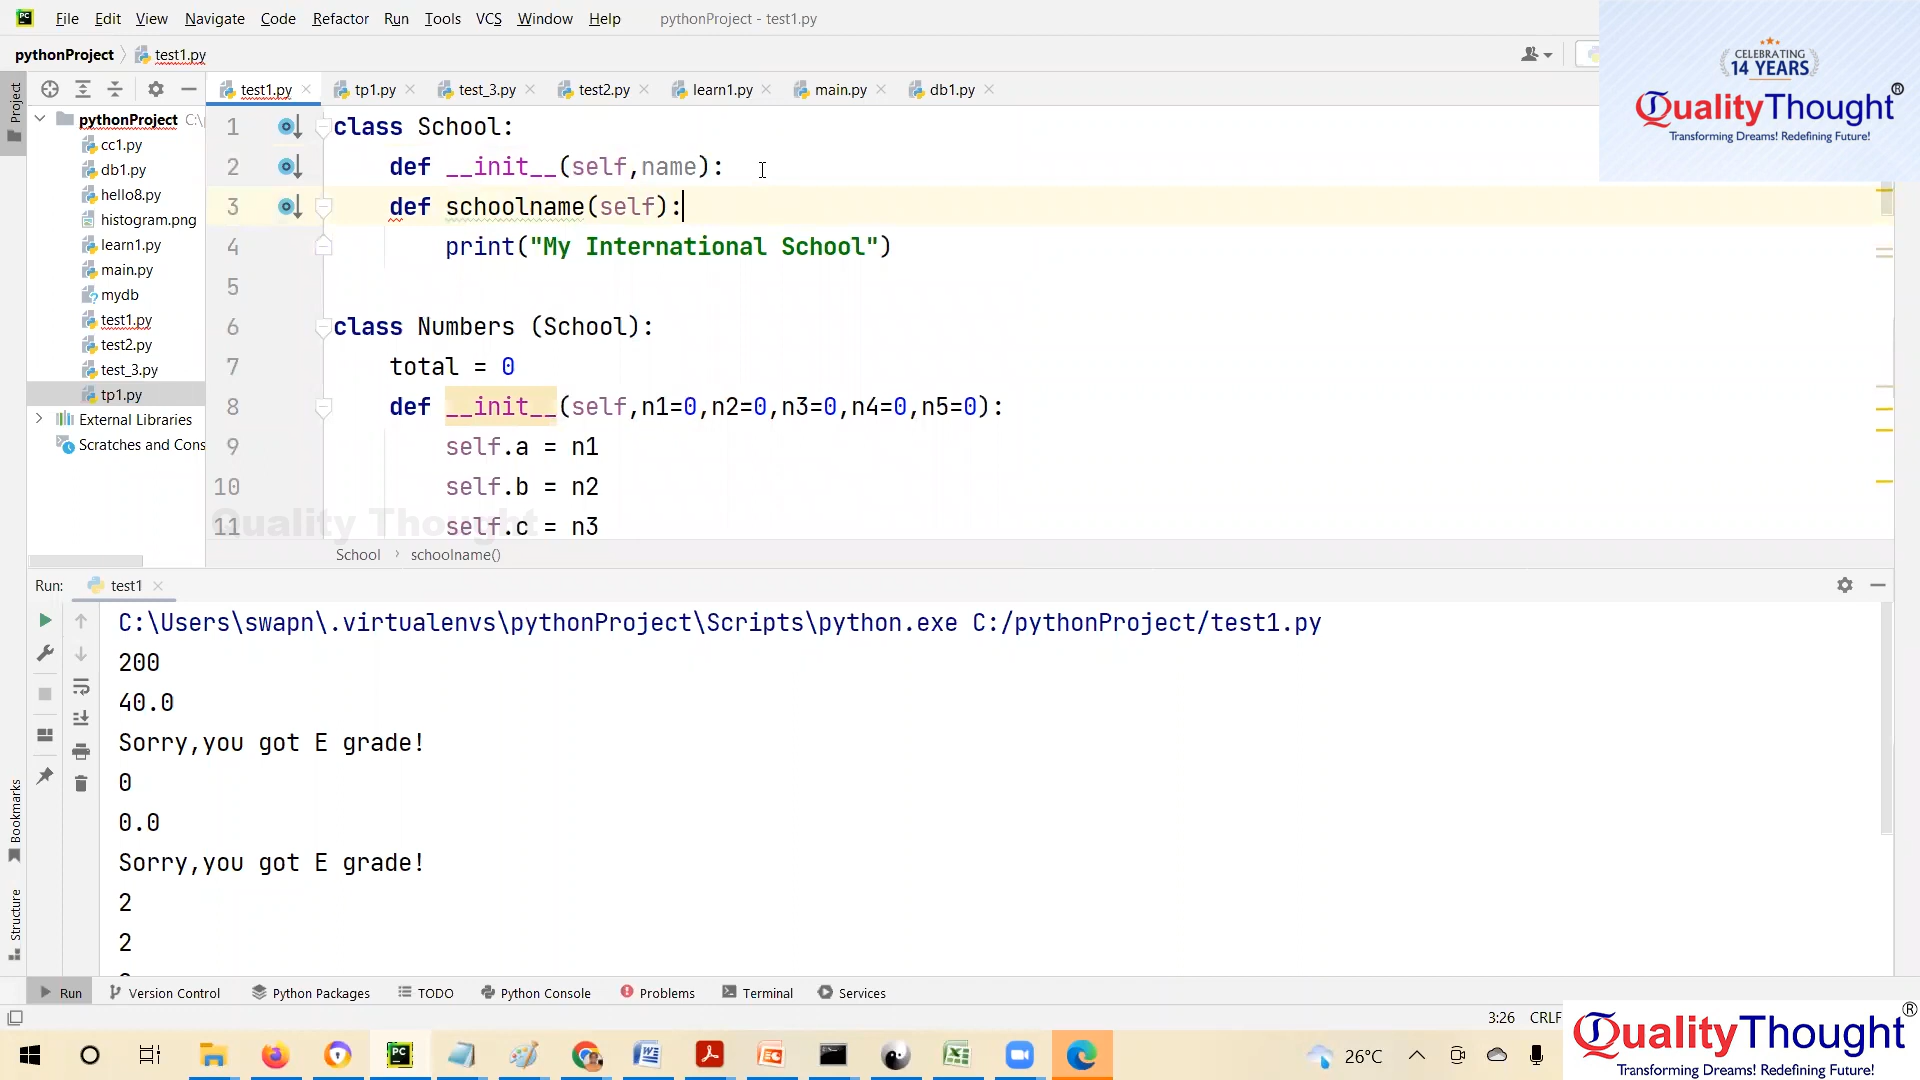 File Edit View Navigate Code Refactor Run Tools VCS Window Help pythonProject - test1.py
pythonProject test1.py
CELEBRATING
14 YEARS
QualityThought®
Transforming Dreams! Redefining Future!
Project
test1.py tp1.py test_3.py test2.py learn1.py main.py db1.py
pythonProject C:\
cc1.py
db1.py
hello8.py
histogram.png
learn1.py
main.py
mydb
test1.py
test2.py
test_3.py
tp1.py
External Libraries
Scratches and Cons
1 class School:
2 def __init__(self,name):
3 def schoolname(self):
4 print("My International School")
5
6 class Numbers (School):
7 total = 0
8 def __init__(self,n1=0,n2=0,n3=0,n4=0,n5=0):
9 self.a = n1
10 self.b = n2
11 self.c = n3
Quality Thought
School schoolname()
Run: test1
C:\Users\swapn\.virtualenvs\pythonProject\Scripts\python.exe C:/pythonProject/test1.py
200
40.0
Sorry,you got E grade!
0
0.0
Sorry,you got E grade!
2
2
Bookmarks
Structure
Run Version Control Python Packages TODO Python Console Problems Terminal Services
3:26 CRLF
26°C
QualityThought®
Transforming Dreams! Redefining Future!